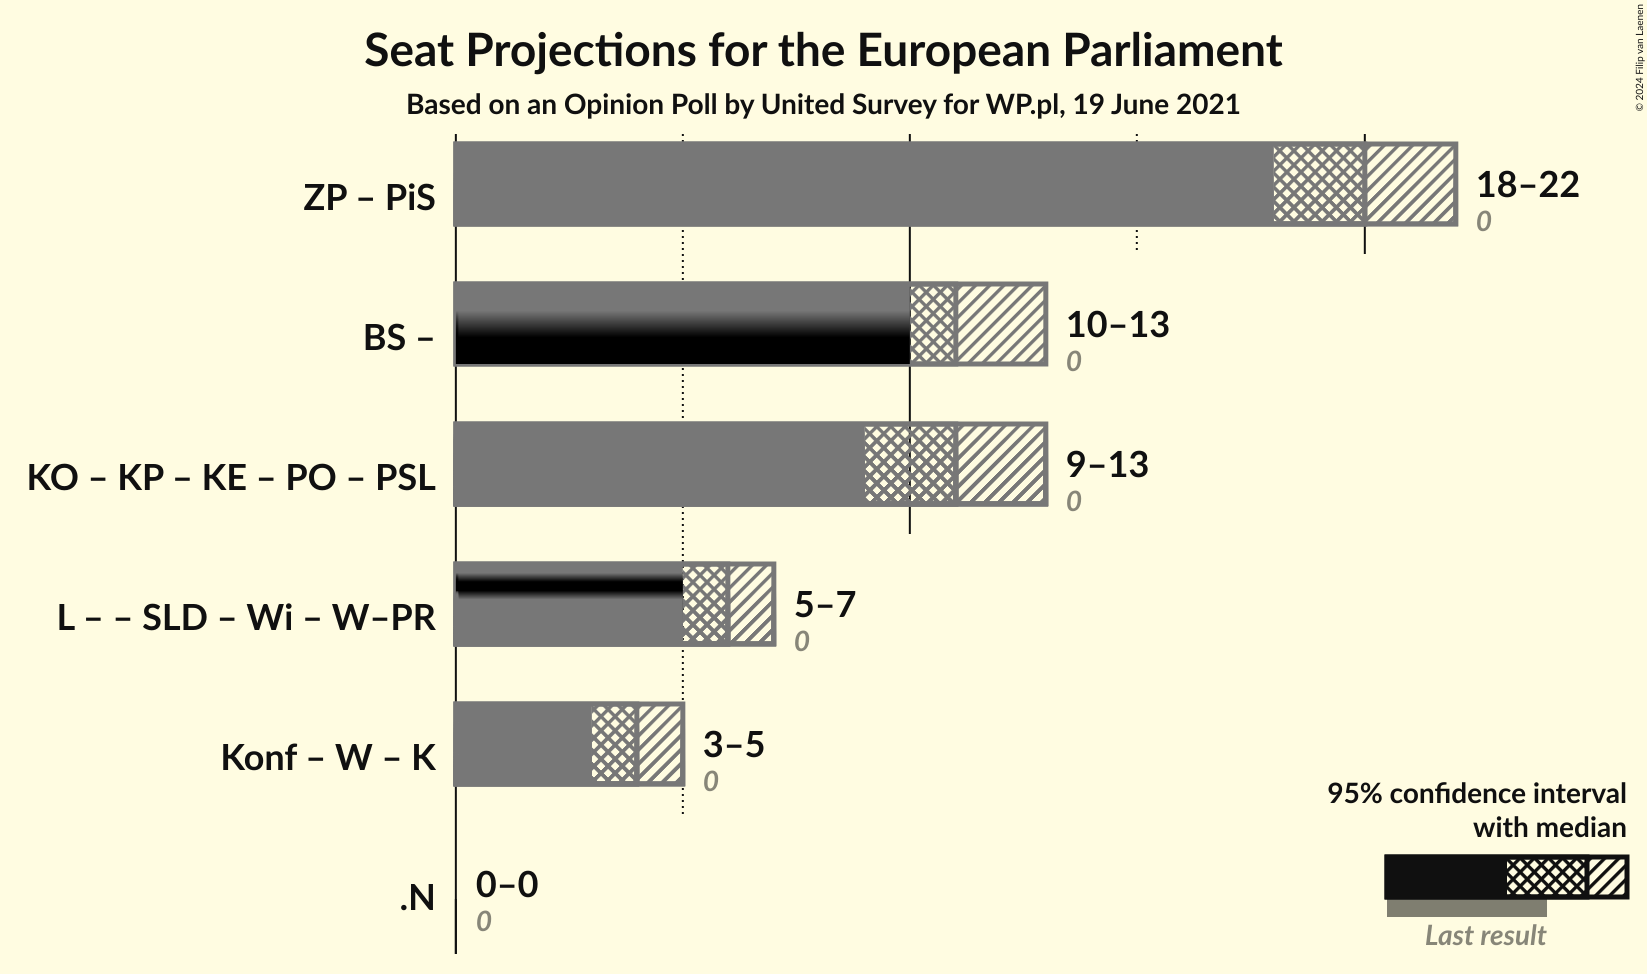 Seat Projections for the European Parliament
Based on an Opinion Poll by United Survey for WP.pl, 19 June 2021
© 2024 Filip van Laenen
ZP – PiS
18–22
0
BS –
10–13
0
KO – KP – KE – PO – PSL
9–13
0
L – – SLD – Wi – W–PR
5–7
0
Konf – W – K
3–5
0
.N
0–0
0
95% confidence interval
with median
Last result